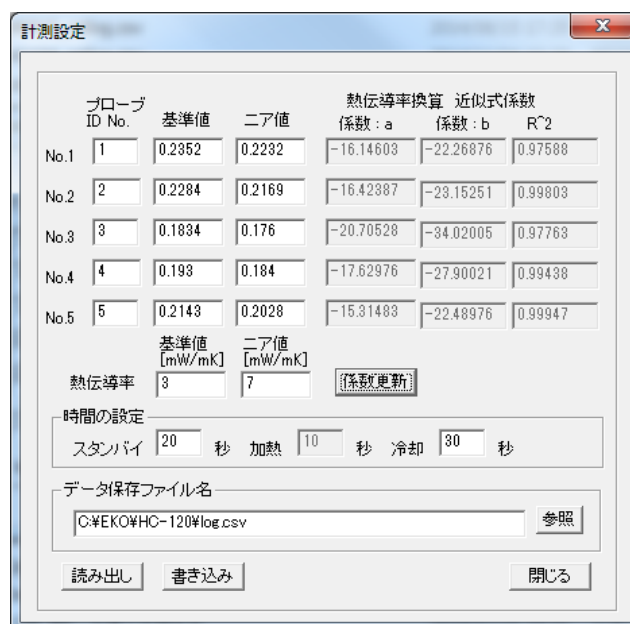 計測設定
プローブ 熱伝導率換算 近似式係数
ID No. 基準値 ニア値 係数：a 係数：b R^2
No.1 1 0.2352 0.2232 -16.14603 -22.26876 0.97588
No.2 2 0.2284 0.2169 -16.42387 -23.15251 0.99803
No.3 3 0.1834 0.176 -20.70528 -34.02005 0.97763
No.4 4 0.193 0.184 -17.62976 -27.90021 0.99438
No.5 5 0.2143 0.2028 -15.31483 -22.48976 0.99947
基準値 ニア値
[mW/mK] [mW/mK]
熱伝導率 3 7 係数更新
時間の設定
スタンバイ 20 秒 加熱 10 秒 冷却 30 秒
データ保存ファイル名
C:¥EKO¥HC-120¥log.csv 参照
読み出し 書き込み 閉じる